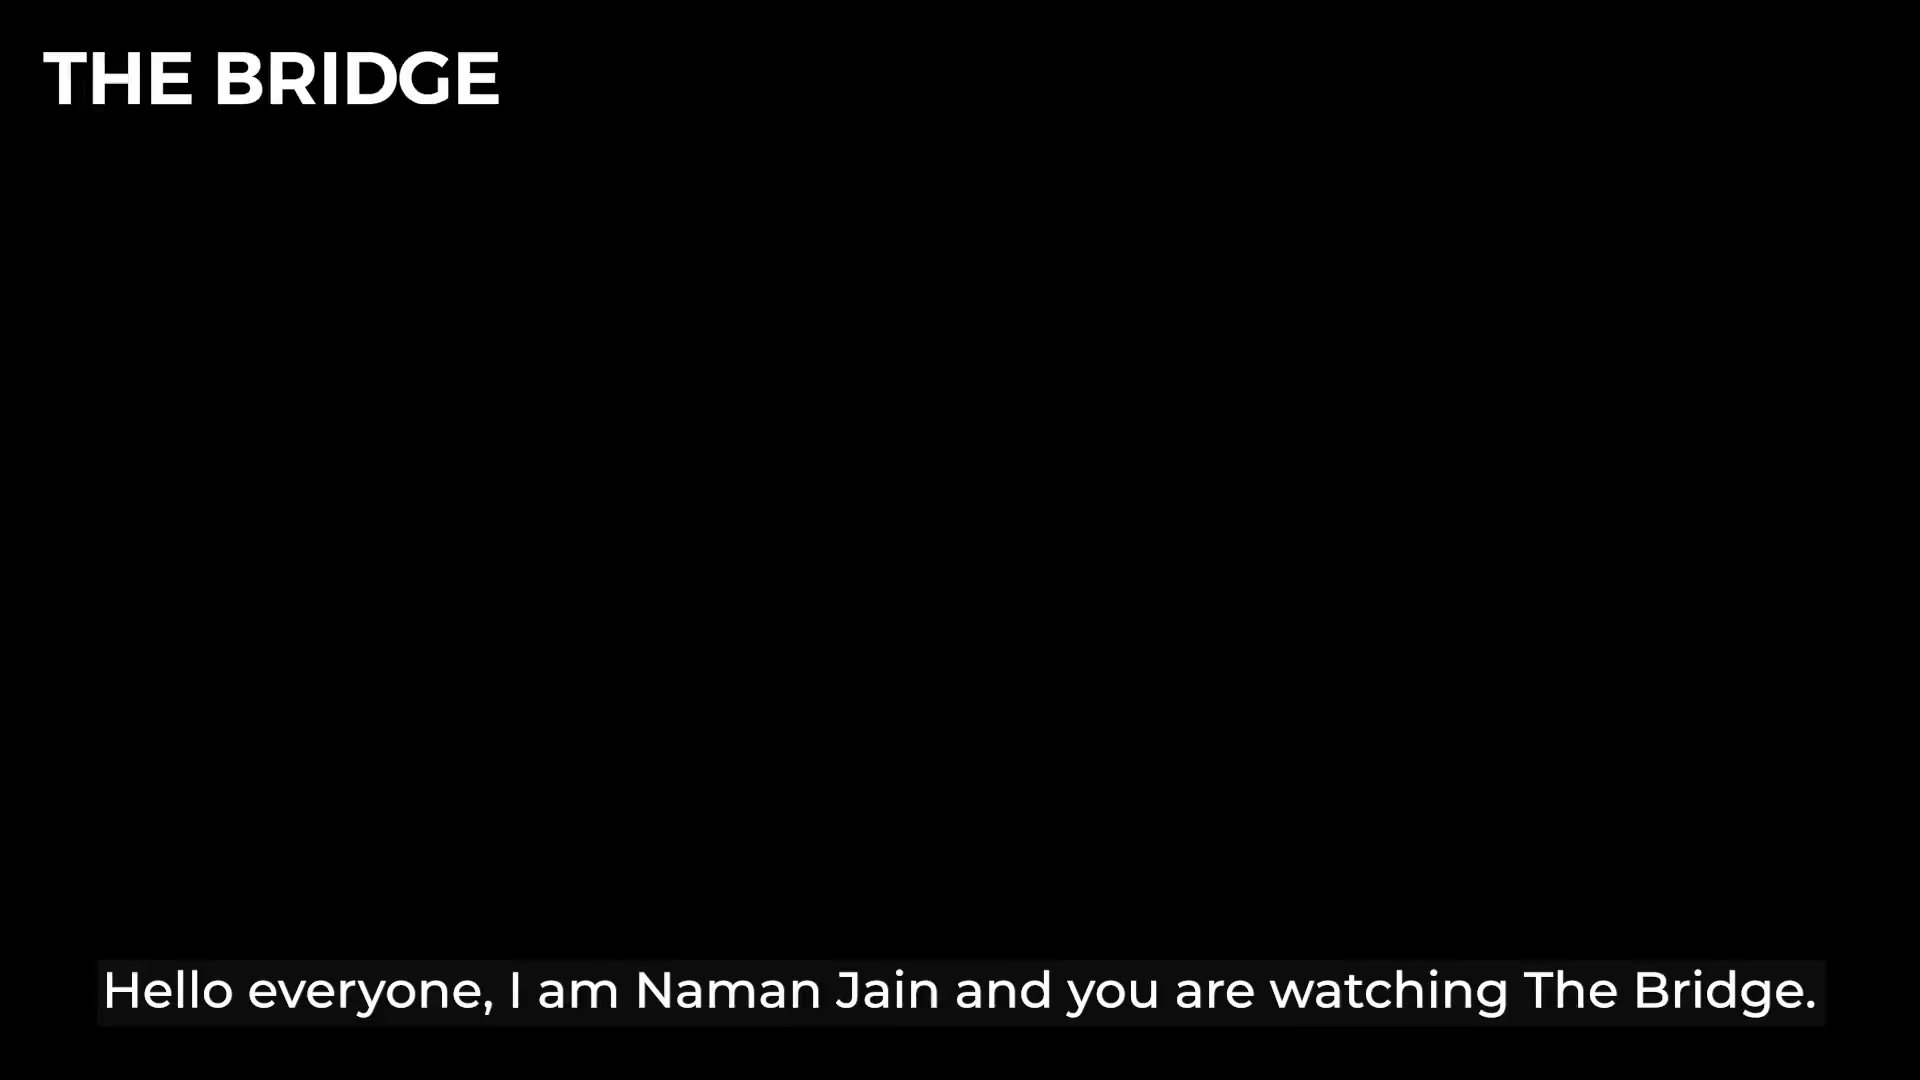 THE BRIDGE
Hello everyone, I am Naman Jain and you are watching The Bridge.